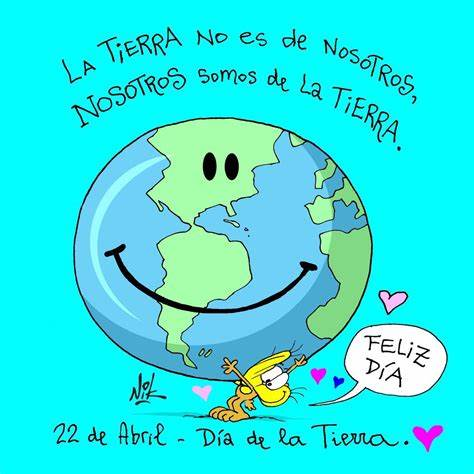 La TIERRA NO es de NOSOTROS,
NOSOTROS somos de La TIERRA.
FELIZ
DÍA
Nik
22 de Abril - Día de la Tierra.